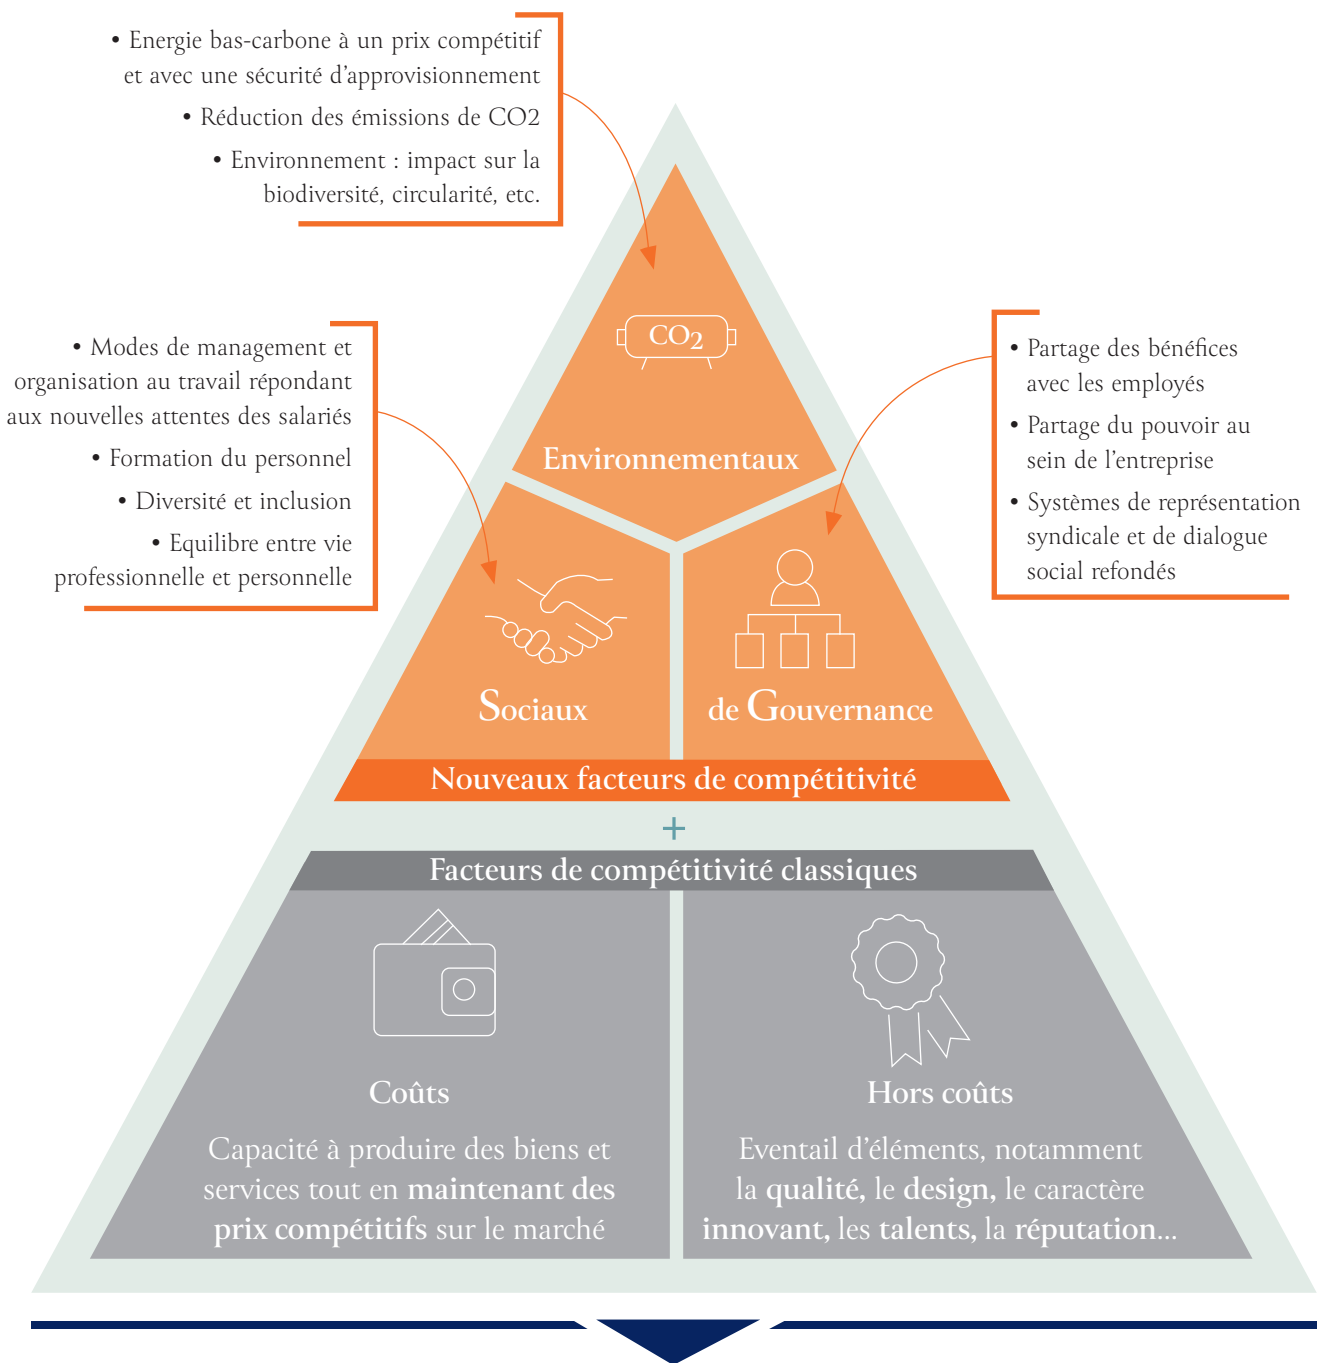 • Energie bas-carbone à un prix compétitif
et avec une sécurité d’approvisionnement
• Réduction des émissions de CO2
• Environnement : impact sur la
biodiversité, circularité, etc.
• Modes de management et
organisation au travail répondant
aux nouvelles attentes des salariés
• Formation du personnel
• Diversité et inclusion
• Equilibre entre vie
professionnelle et personnelle
• Partage des bénéfices
avec les employés
• Partage du pouvoir au
sein de l’entreprise
• Systèmes de représentation
syndicale et de dialogue
social refondés
CO2
Environnementaux
Sociaux
de Gouvernance
Nouveaux facteurs de compétitivité
+
Facteurs de compétitivité classiques
Coûts
Capacité à produire des biens et
services tout en maintenant des
prix compétitifs sur le marché
Hors coûts
Eventail d’éléments, notamment
la qualité, le design, le caractère
innovant, les talents, la réputation...